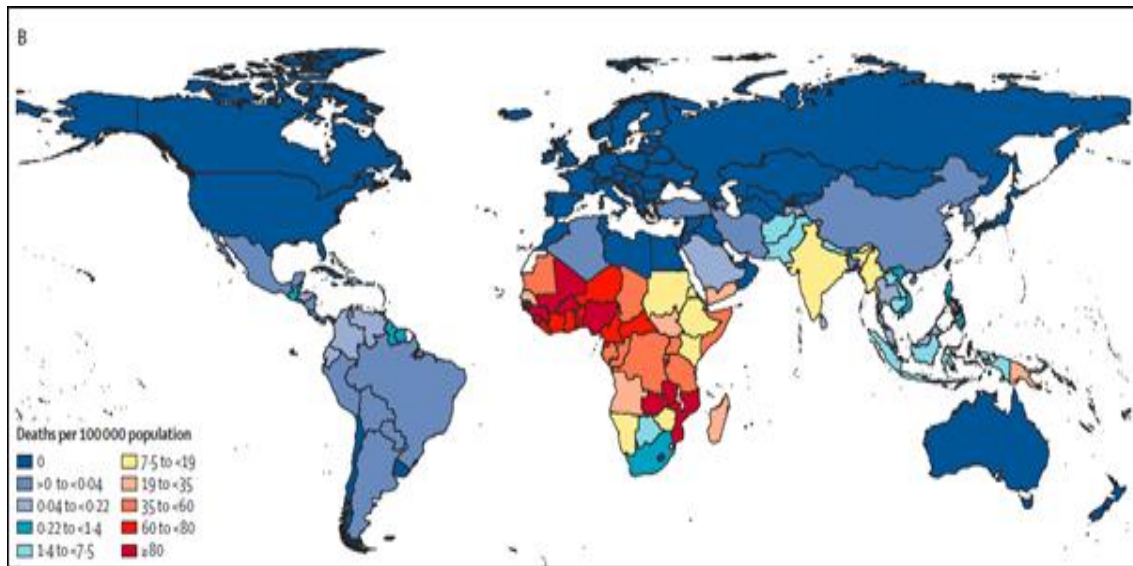 B
Deaths per 100 000 population
0
>0 to <0·04
0·04 to <0·22
0·22 to <1·4
1·4 to <7·5
7·5 to <19
19 to <35
35 to <60
60 to <80
≥80